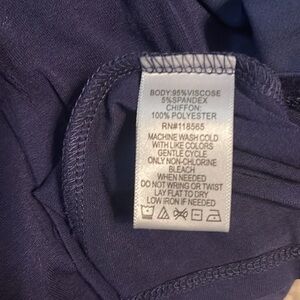 BODY:95%VISCOSE
5%SPANDEX
CHIFFON:
100% POLYESTER
RN#118565
MACHINE WASH COLD
WITH LIKE COLORS
GENTLE CYCLE
ONLY NON-CHLORINE
BLEACH
WHEN NEEDED
DO NOT WRING OR TWIST
LAY FLAT TO DRY
LOW IRON IF NEEDED